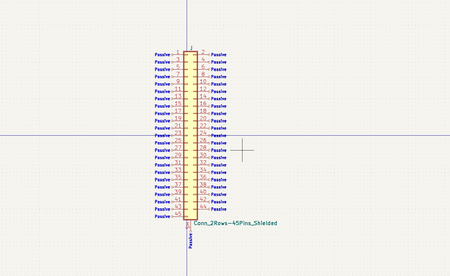 J
Passive 1 2 Passive
Passive 3 4 Passive
Passive 5 6 Passive
Passive 7 8 Passive
Passive 9 10 Passive
Passive 11 12 Passive
Passive 13 14 Passive
Passive 15 16 Passive
Passive 17 18 Passive
Passive 19 20 Passive
Passive 21 22 Passive
Passive 23 24 Passive
Passive 25 26 Passive
Passive 27 28 Passive
Passive 29 30 Passive
Passive 31 32 Passive
Passive 33 34 Passive
Passive 35 36 Passive
Passive 37 38 Passive
Passive 39 40 Passive
Passive 41 42 Passive
Passive 43 44 Passive
Passive 45
Conn_2Rows-45Pins_Shielded
Passive